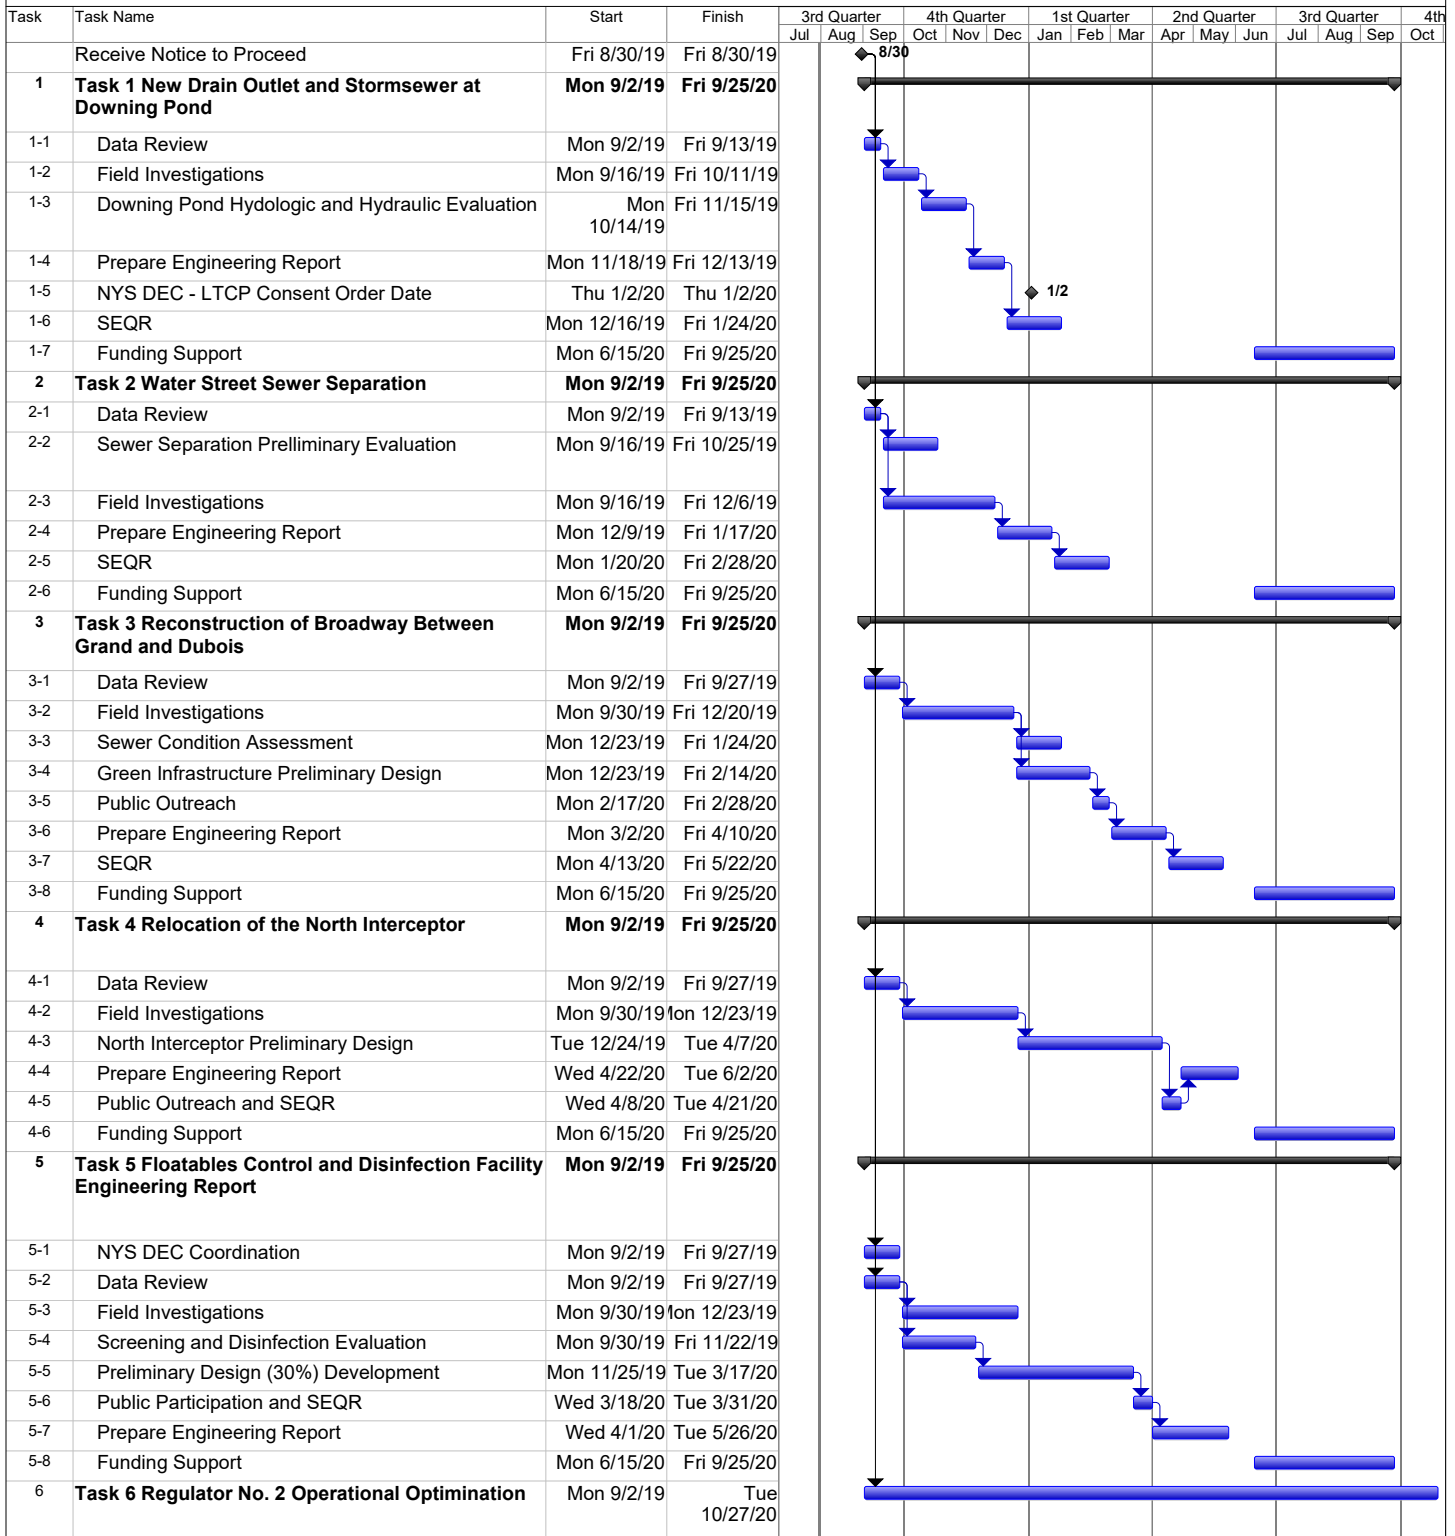 Task Task Name Start Finish 3rd Quarter 4th Quarter 1st Quarter 2nd Quarter 3rd Quarter 4th
Jul Aug Sep Oct Nov Dec Jan Feb Mar Apr May Jun Jul Aug Sep Oct
Receive Notice to Proceed Fri 8/30/19 Fri 8/30/19 8/30
1 Task 1 New Drain Outlet and Stormsewer at Mon 9/2/19 Fri 9/25/20
Downing Pond
1-1 Data Review Mon 9/2/19 Fri 9/13/19
1-2 Field Investigations Mon 9/16/19 Fri 10/11/19
1-3 Downing Pond Hydologic and Hydraulic Evaluation Mon Fri 11/15/19
10/14/19
1-4 Prepare Engineering Report Mon 11/18/19 Fri 12/13/19
1-5 NYS DEC - LTCP Consent Order Date Thu 1/2/20 Thu 1/2/20 1/2
1-6 SEQR Mon 12/16/19 Fri 1/24/20
1-7 Funding Support Mon 6/15/20 Fri 9/25/20
2 Task 2 Water Street Sewer Separation Mon 9/2/19 Fri 9/25/20
2-1 Data Review Mon 9/2/19 Fri 9/13/19
2-2 Sewer Separation Prelliminary Evaluation Mon 9/16/19 Fri 10/25/19
2-3 Field Investigations Mon 9/16/19 Fri 12/6/19
2-4 Prepare Engineering Report Mon 12/9/19 Fri 1/17/20
2-5 SEQR Mon 1/20/20 Fri 2/28/20
2-6 Funding Support Mon 6/15/20 Fri 9/25/20
3 Task 3 Reconstruction of Broadway Between Mon 9/2/19 Fri 9/25/20
Grand and Dubois
3-1 Data Review Mon 9/2/19 Fri 9/27/19
3-2 Field Investigations Mon 9/30/19 Fri 12/20/19
3-3 Sewer Condition Assessment Mon 12/23/19 Fri 1/24/20
3-4 Green Infrastructure Preliminary Design Mon 12/23/19 Fri 2/14/20
3-5 Public Outreach Mon 2/17/20 Fri 2/28/20
3-6 Prepare Engineering Report Mon 3/2/20 Fri 4/10/20
3-7 SEQR Mon 4/13/20 Fri 5/22/20
3-8 Funding Support Mon 6/15/20 Fri 9/25/20
4 Task 4 Relocation of the North Interceptor Mon 9/2/19 Fri 9/25/20
4-1 Data Review Mon 9/2/19 Fri 9/27/19
4-2 Field Investigations Mon 9/30/19 Mon 12/23/19
4-3 North Interceptor Preliminary Design Tue 12/24/19 Tue 4/7/20
4-4 Prepare Engineering Report Wed 4/22/20 Tue 6/2/20
4-5 Public Outreach and SEQR Wed 4/8/20 Tue 4/21/20
4-6 Funding Support Mon 6/15/20 Fri 9/25/20
5 Task 5 Floatables Control and Disinfection Facility Mon 9/2/19 Fri 9/25/20
Engineering Report
5-1 NYS DEC Coordination Mon 9/2/19 Fri 9/27/19
5-2 Data Review Mon 9/2/19 Fri 9/27/19
5-3 Field Investigations Mon 9/30/19 Mon 12/23/19
5-4 Screening and Disinfection Evaluation Mon 9/30/19 Fri 11/22/19
5-5 Preliminary Design (30%) Development Mon 11/25/19 Tue 3/17/20
5-6 Public Participation and SEQR Wed 3/18/20 Tue 3/31/20
5-7 Prepare Engineering Report Wed 4/1/20 Tue 5/26/20
5-8 Funding Support Mon 6/15/20 Fri 9/25/20
6 Task 6 Regulator No. 2 Operational Optimination Mon 9/2/19 Tue
10/27/20